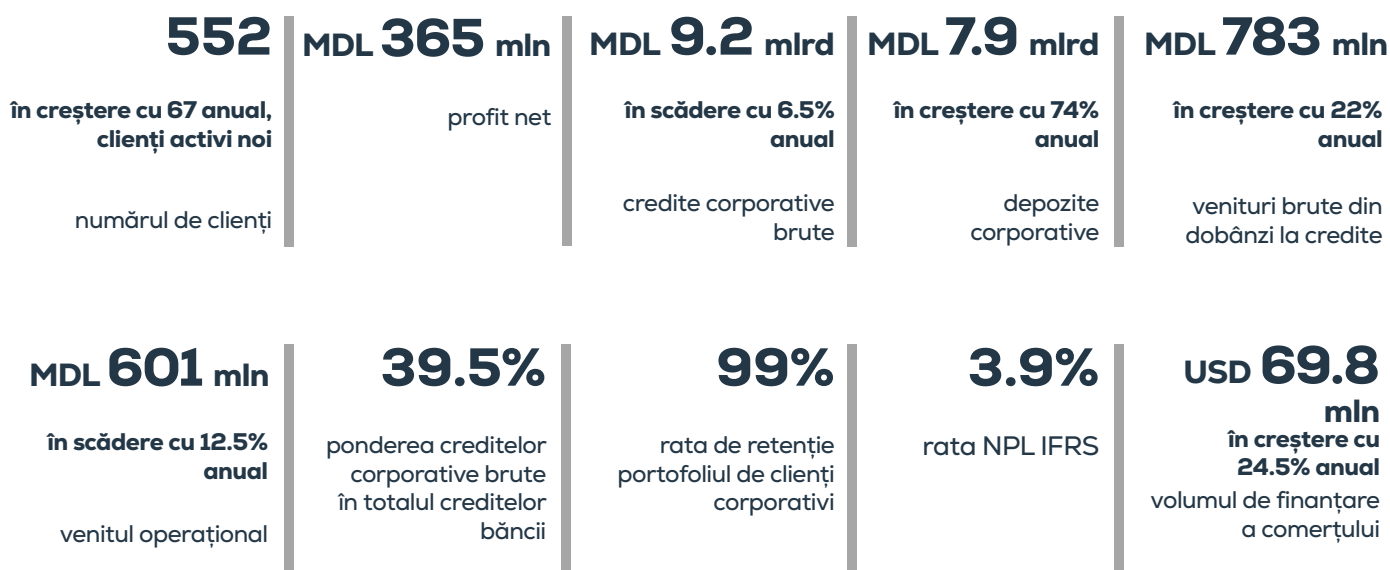 552
în creștere cu 67 anual,
clienți activi noi
numărul de clienți
MDL 365 mln
profit net
MDL 9.2 mlrd
în scădere cu 6.5%
anual
credite corporative
brute
MDL 7.9 mlrd
în creștere cu 74%
anual
depozite
corporative
MDL 783 mln
în creștere cu 22%
anual
venituri brute din
dobânzi la credite
MDL 601 mln
în scădere cu 12.5%
anual
venitul operațional
39.5%
ponderea creditelor
corporative brute
în totalul creditelor
băncii
99%
rata de retenție
portofoliul de clienți
corporativi
3.9%
rata NPL IFRS
USD 69.8
mln
în creștere cu
24.5% anual
volumul de finanțare
a comerțului